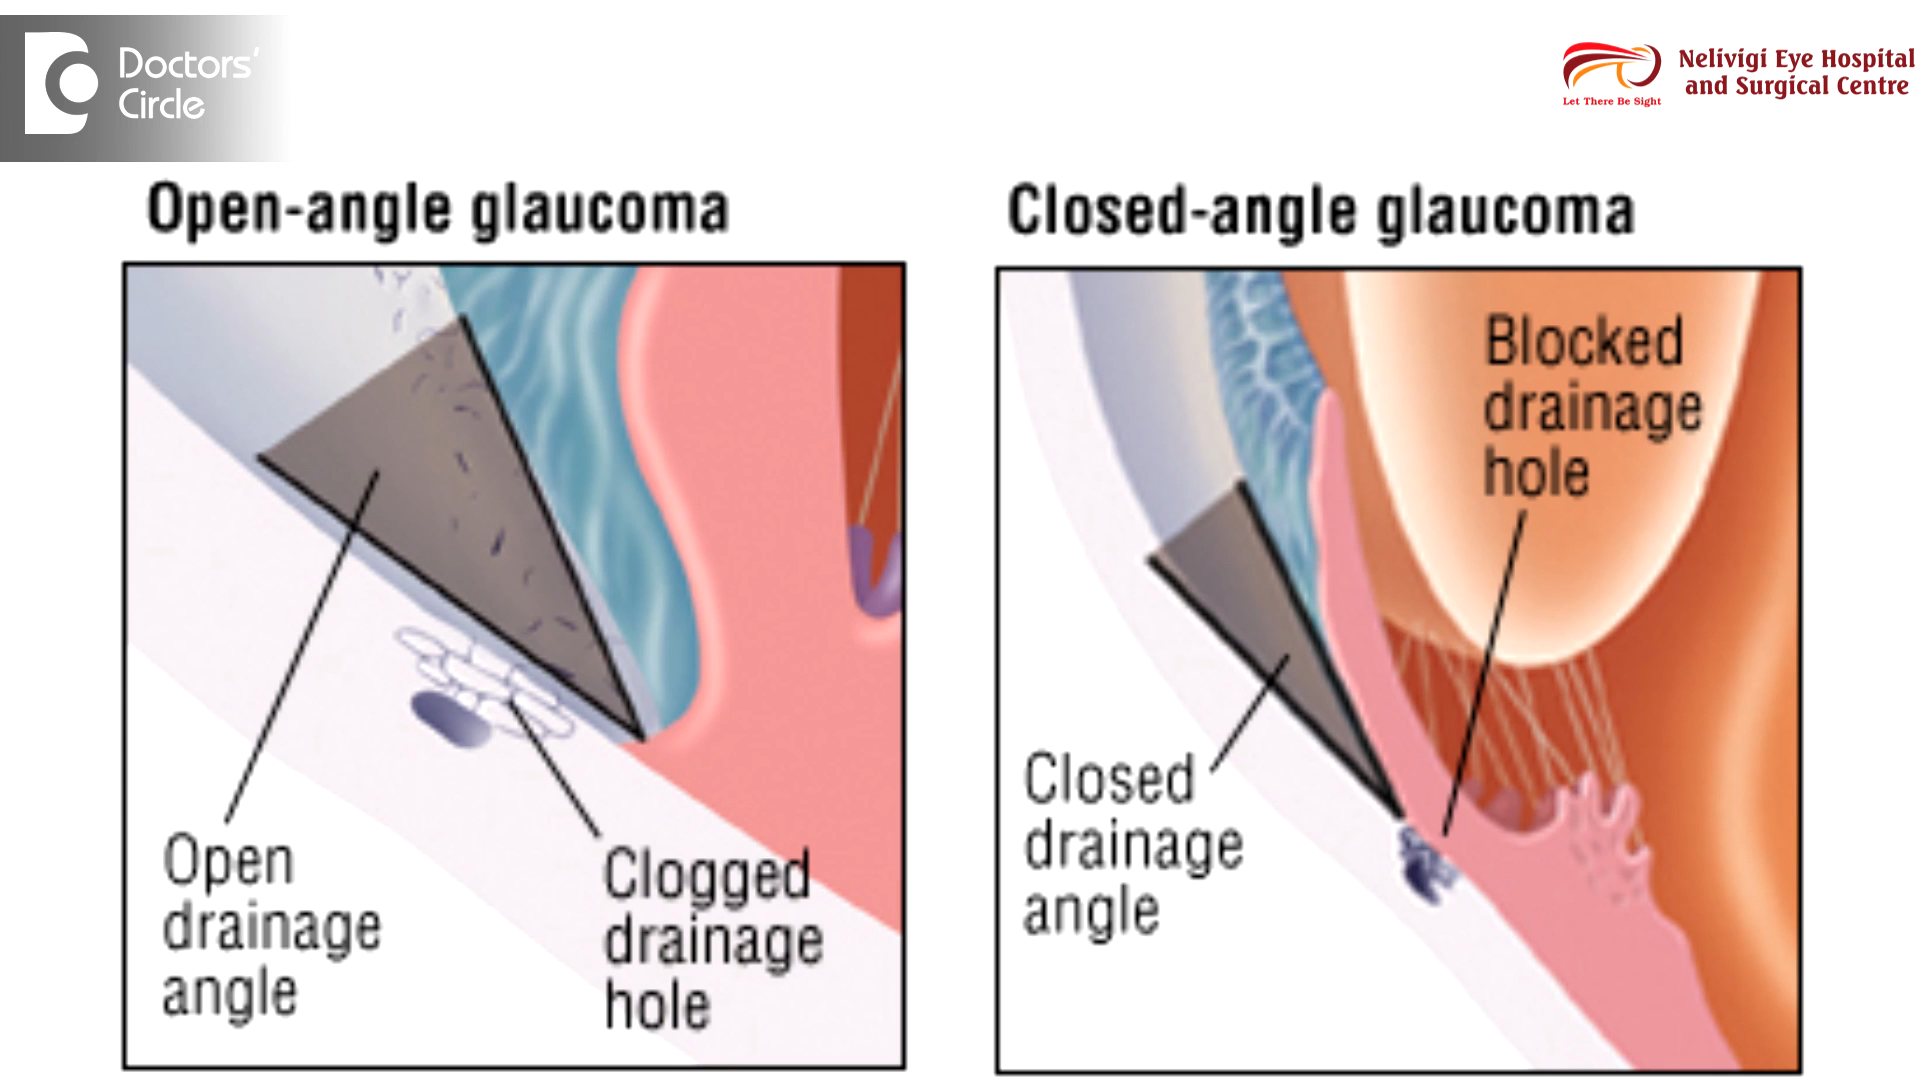 Doctors'
Circle
Nelivigi Eye Hospital
and Surgical Centre
Let There Be Sight
Open-angle glaucoma
Open
drainage
angle
Clogged
drainage
hole
Closed-angle glaucoma
Blocked
drainage
hole
Closed
drainage
angle